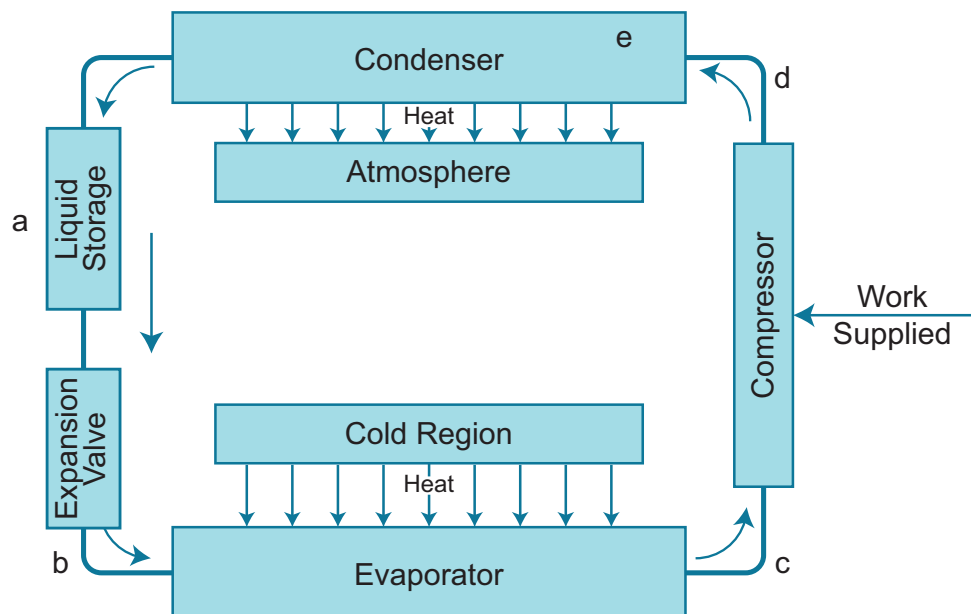 Condenser
e
d
Heat
Atmosphere
a
Liquid
Storage
Compressor
Work
Supplied
Expansion
Valve
Cold Region
Heat
b
Evaporator
c